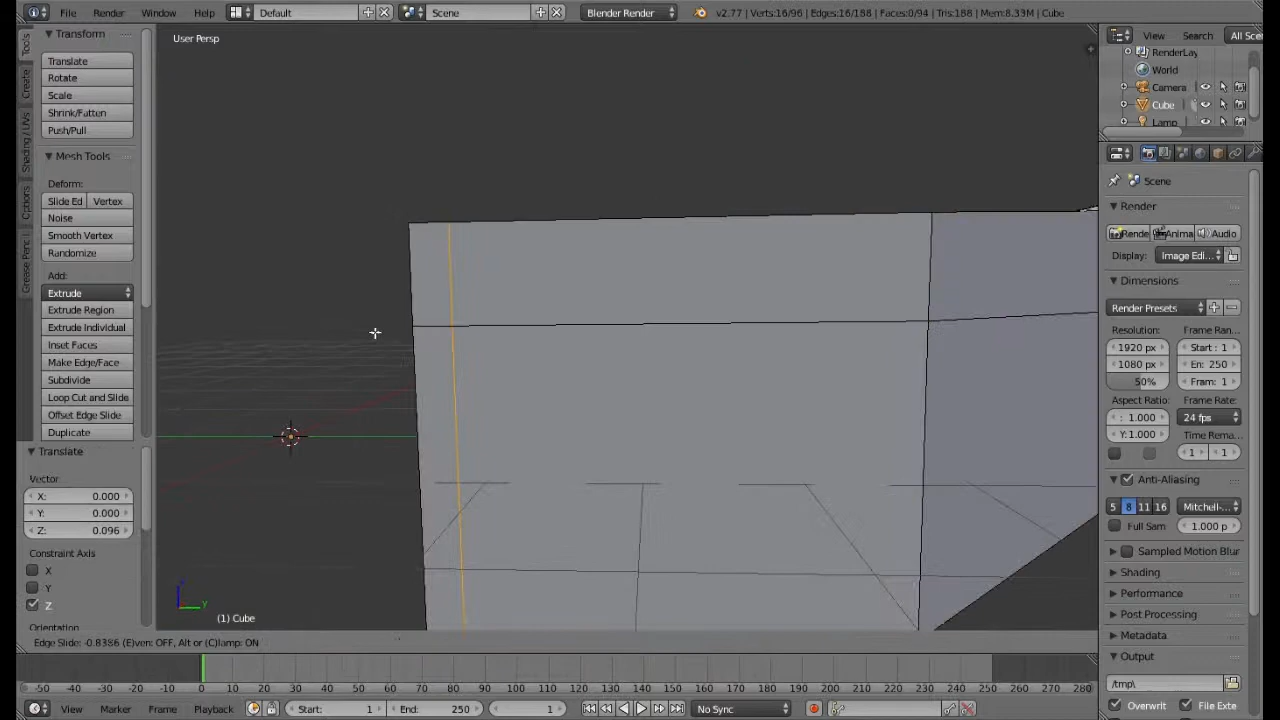 File Render Window Help Default Scene Blender Render v2.77 | Verts:16/96 | Edges:16/188 | Faces:0/94 | Tris:188 | Mem:8.33M | Cube
User Persp
View Search All Sce
RenderLay
World
Camera
Cube
Lamp
Tools
Create
Shading / UVs
Options
Grease Pencil
Transform
Translate
Rotate
Scale
Shrink/Fatten
Push/Pull
Mesh Tools
Deform:
Slide Ed Vertex
Noise
Smooth Vertex
Randomize
Add:
Extrude
Extrude Region
Extrude Individual
Inset Faces
Make Edge/Face
Subdivide
Loop Cut and Slide
Offset Edge Slide
Duplicate
Translate
Vector:
X: 0.000
Y: 0.000
Z: 0.096
Constraint Axis
X
Y
Z
Orientation
Y
(1) Cube
Scene
Render
Rende Anima Audio
Display: Image Edi...
Dimensions
Render Presets
Resolution: Frame Ran...
1920 px Start: 1
1080 px En: 250
50% Fram: 1
Aspect Ratio: Frame Rate:
: 1.000 24 fps
Y:1.000 Time Rema...
1 1
Anti-Aliasing
5 8 11 16 Mitchell-...
Full Sam 1.000 p
Sampled Motion Blur
Shading
Performance
Post Processing
Metadata
Output
/tmp\
Overwrit File Exte
Edge Slide: -0.8386 (E)ven: OFF, Alt or (C)lamp: ON
-50 -40 -30 -20 -10 0 10 20 30 40 50 60 70 80 90 100 110 120 130 140 150 160 170 180 190 200 210 220 230 240 250 260 270 280
View Marker Frame Playback Start: 1 End: 250 1 No Sync